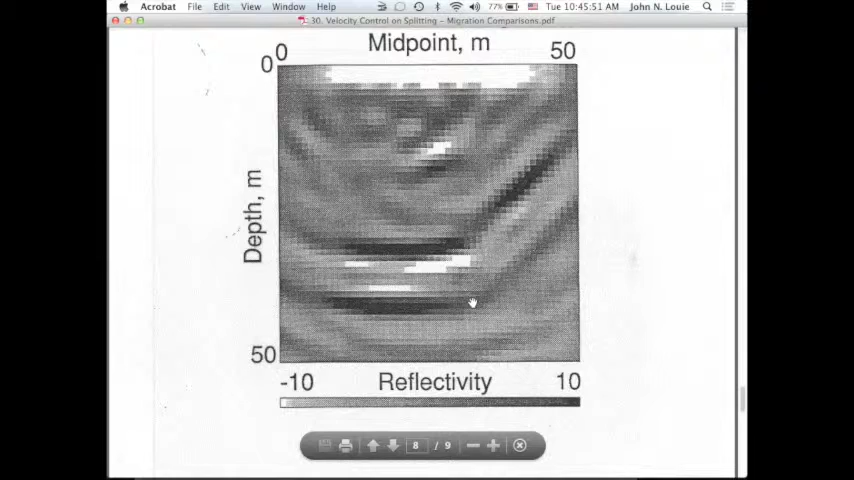 Acrobat File Edit View Window Help 77% Tue 10:45:51 AM John N. Louie
30. Velocity Control on Splitting – Migration Comparisons.pdf
Midpoint, m
0 50
0
Depth, m
50
-10 Reflectivity 10
8 / 9